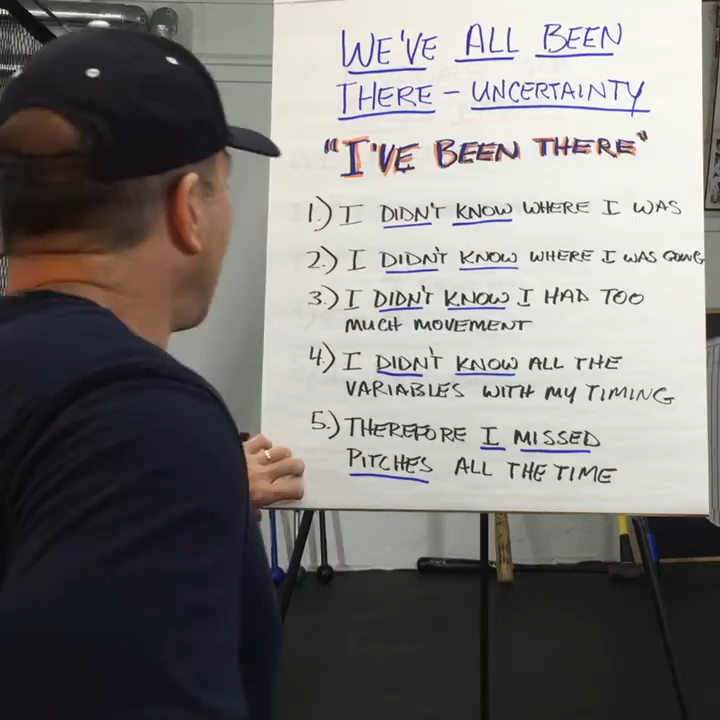 WE'VE ALL BEEN
THERE - UNCERTAINTY
"I'VE BEEN THERE"
1.) I DIDN'T KNOW WHERE I WAS
2.) I DIDN'T KNOW WHERE I WAS GOING
3.) I DIDN'T KNOW I HAD TOO
MUCH MOVEMENT
4.) I DIDN'T KNOW ALL THE
VARIABLES WITH MY TIMING
5.) THEREFORE I MISSED
PITCHES ALL THE TIME